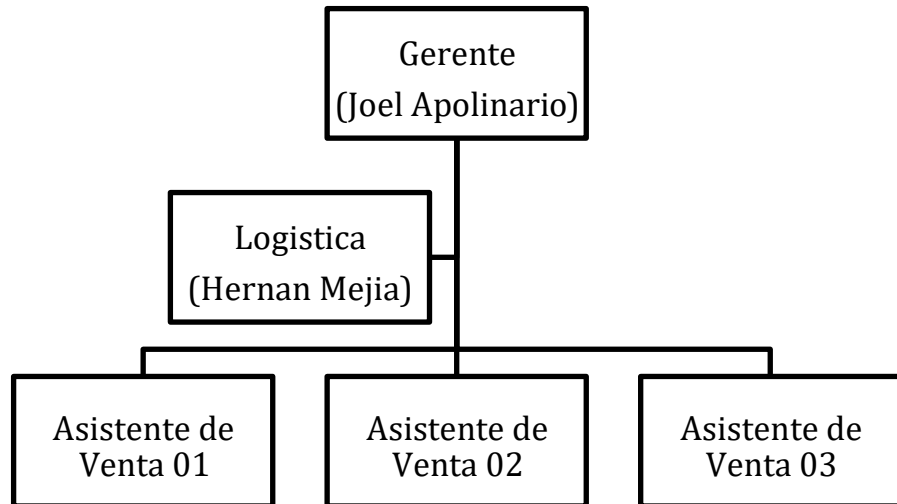 Gerente
(Joel Apolinario)
Logistica
(Hernan Mejia)
Asistente de
Venta 01
Asistente de
Venta 02
Asistente de
Venta 03